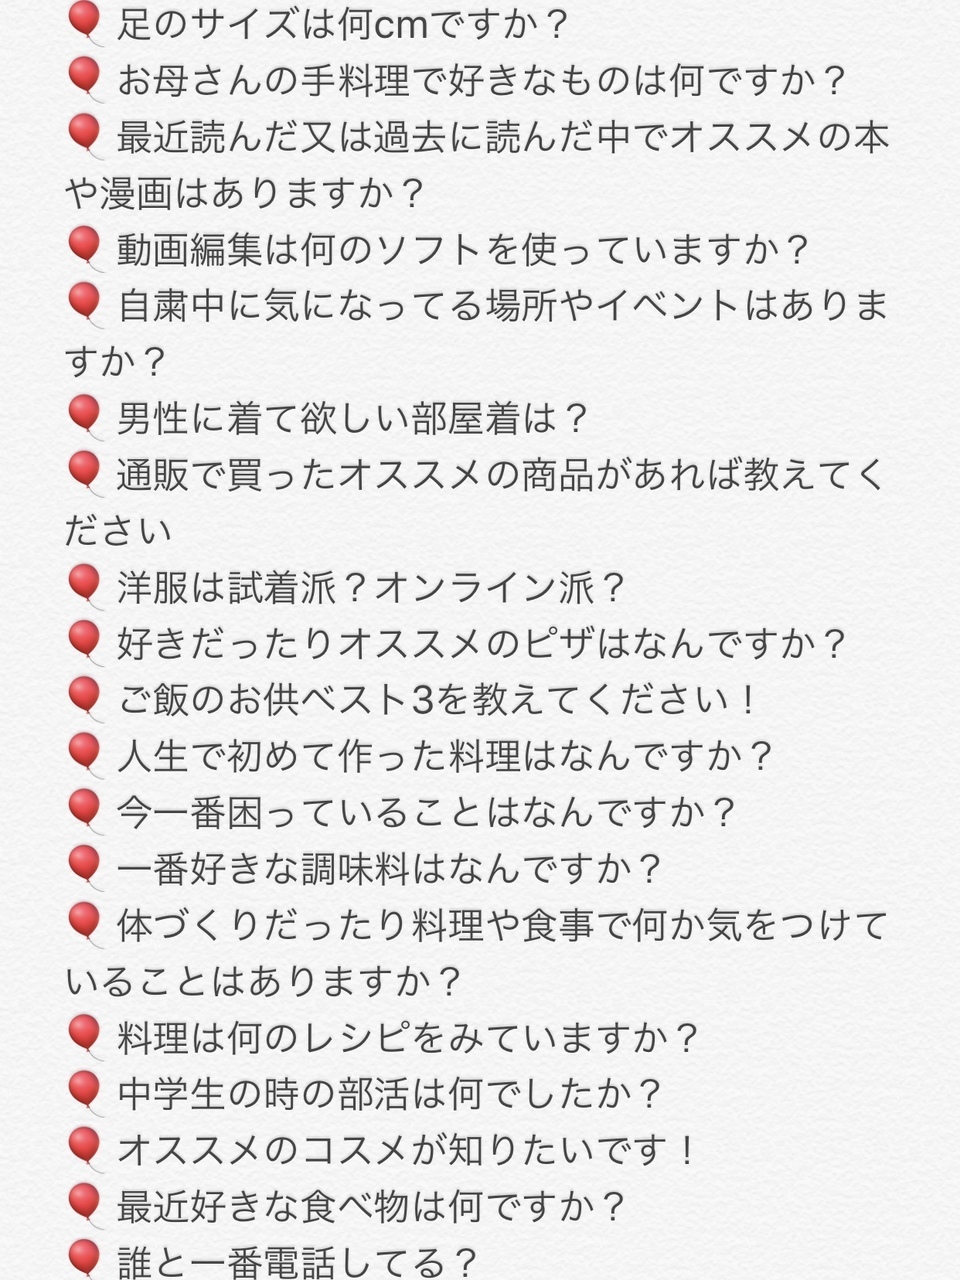 🎈足のサイズは何cmですか？
🎈お母さんの手料理で好きなものは何ですか？
🎈最近読んだ又は過去に読んだ中でオススメの本
や漫画はありますか？
🎈動画編集は何のソフトを使っていますか？
🎈自粛中に気になってる場所やイベントはありま
すか？
🎈男性に着て欲しい部屋着は？
🎈通販で買ったオススメの商品があれば教えてく
ださい
🎈洋服は試着派？オンライン派？
🎈好きだったりオススメのピザはなんですか？
🎈ご飯のお供ベスト3を教えてください！
🎈人生で初めて作った料理はなんですか？
🎈今一番困っていることはなんですか？
🎈一番好きな調味料はなんですか？
🎈体づくりだったり料理や食事で何か気をつけて
いることはありますか？
🎈料理は何のレシピをみていますか？
🎈中学生の時の部活は何でしたか？
🎈オススメのコスメが知りたいです！
🎈最近好きな食べ物は何ですか？
🎈誰と一番電話してる？